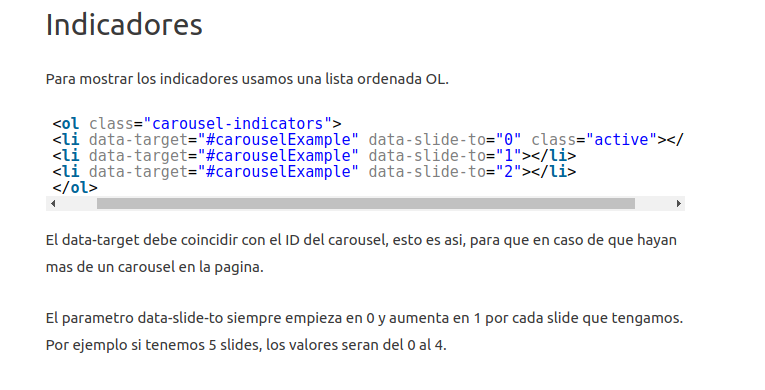 Indicadores
Para mostrar los indicadores usamos una lista ordenada OL.
<ol class="carousel-indicators">
<li data-target="#carouselExample" data-slide-to="0" class="active"></
<li data-target="#carouselExample" data-slide-to="1"></li>
<li data-target="#carouselExample" data-slide-to="2"></li>
</ol>
El data-target debe coincidir con el ID del carousel, esto es asi, para que en caso de que hayan
mas de un carousel en la pagina.
El parametro data-slide-to siempre empieza en 0 y aumenta en 1 por cada slide que tengamos.
Por ejemplo si tenemos 5 slides, los valores seran del 0 al 4.